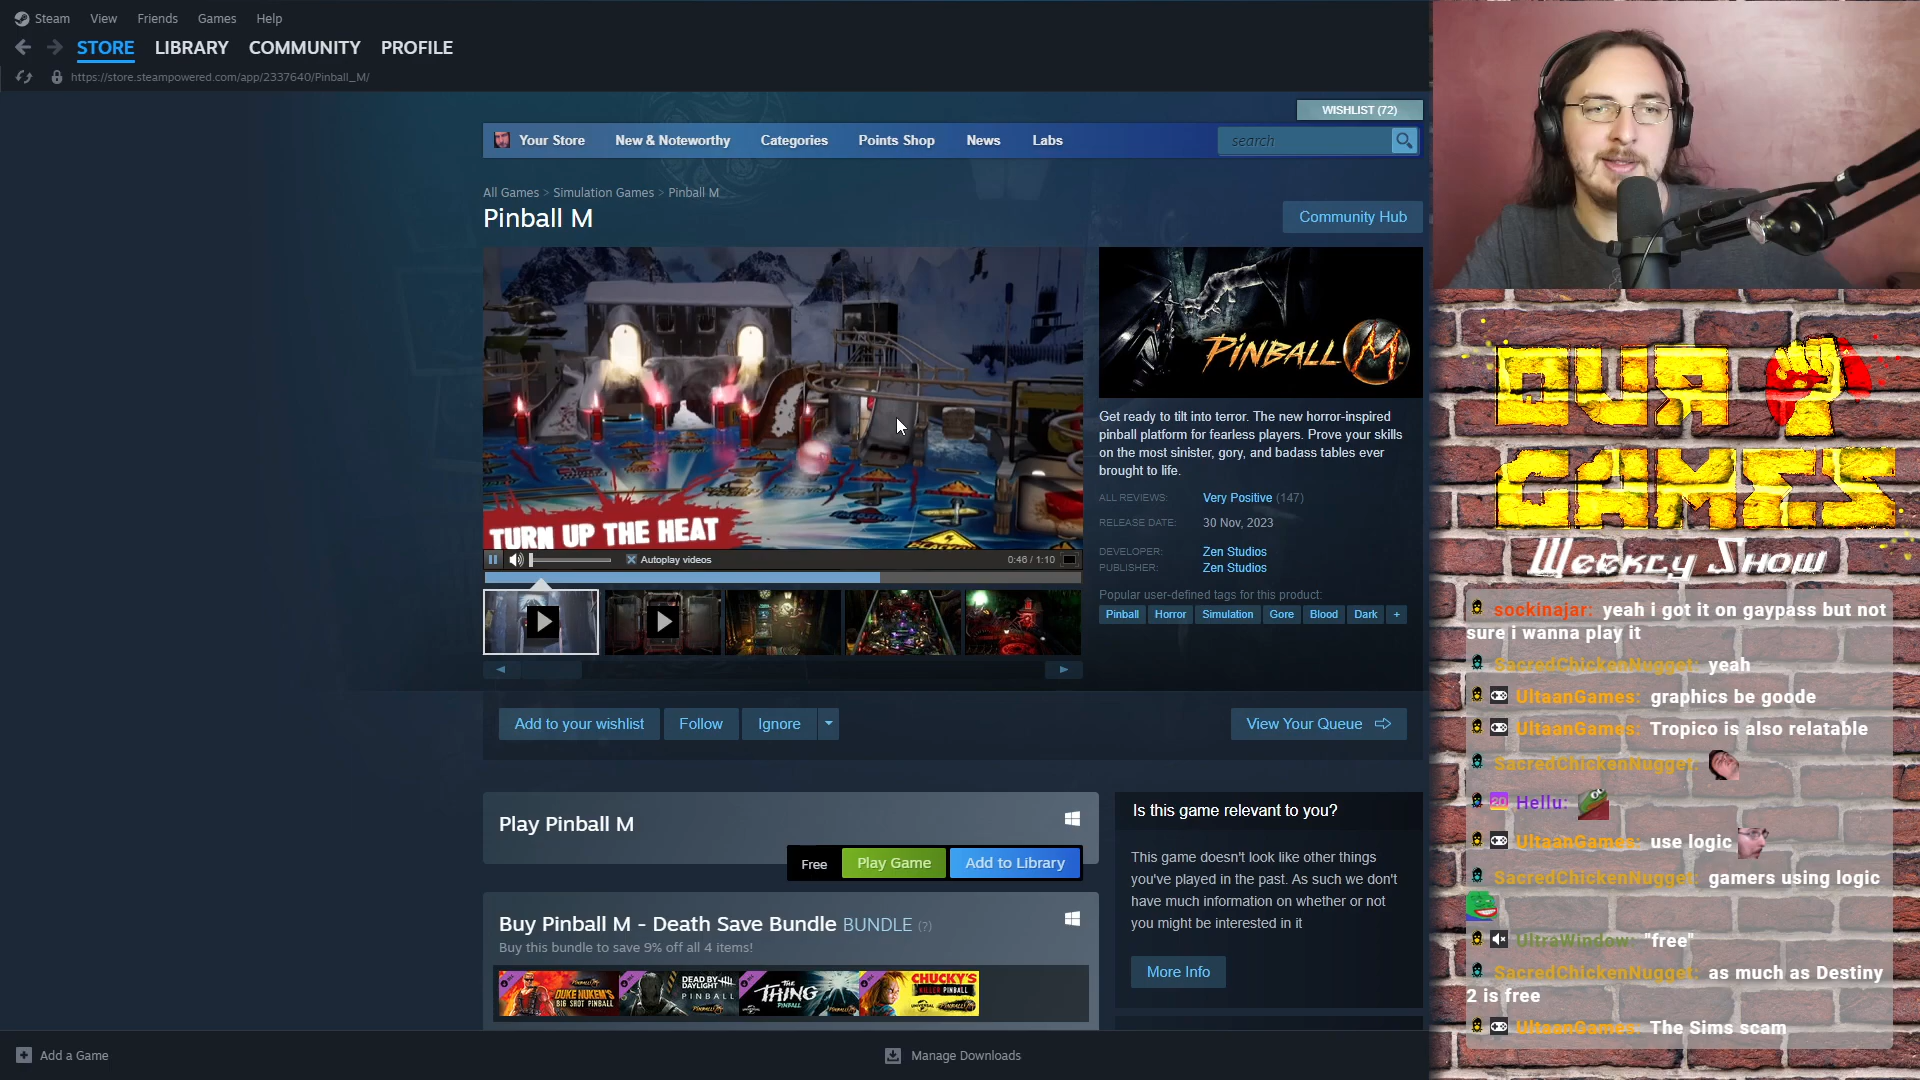 Steam View Friends Games Help
STORE LIBRARY COMMUNITY PROFILE
https://store.steampowered.com/app/2337640/Pinball_M/
WISHLIST (72)
Your Store New & Noteworthy Categories Points Shop News Labs search
All Games > Simulation Games > Pinball M
Pinball M
Community Hub
PINBALL M
Get ready to tilt into terror. The new horror-inspired
pinball platform for fearless players. Prove your skills
on the most sinister, gory, and badass tables ever
brought to life.
ALL REVIEWS: Very Positive (147)
RELEASE DATE: 30 Nov, 2023
DEVELOPER: Zen Studios
PUBLISHER: Zen Studios
Popular user-defined tags for this product:
Pinball Horror Simulation Gore Blood Dark +
TURN UP THE HEAT
Autoplay videos 0:46 / 1:10
Add to your wishlist Follow Ignore View Your Queue
Play Pinball M
Free Play Game Add to Library
Buy Pinball M - Death Save Bundle BUNDLE (?)
Buy this bundle to save 9% off all 4 items!
DUKE NUKEM'S
BIG SHOT PINBALL
DEAD BY
DAYLIGHT
PINBALL
THE
THING
PINBALL
CHUCKY'S
KILLER PINBALL
Is this game relevant to you?
This game doesn't look like other things
you've played in the past. As such we don't
have much information on whether or not
you might be interested in it
More Info
Add a Game Manage Downloads
OUR
GAMES
Weekly Show
sockinajar: yeah i got it on gaypass but not
sure i wanna play it
SacredChickenNugget: yeah
UltaanGames: graphics be goode
UltaanGames: Tropico is also relatable
SacredChickenNugget:
20 Hellu:
UltaanGames: use logic
SacredChickenNugget: gamers using logic
UltraWindow: "free"
SacredChickenNugget: as much as Destiny
2 is free
UltaanGames: The Sims scam